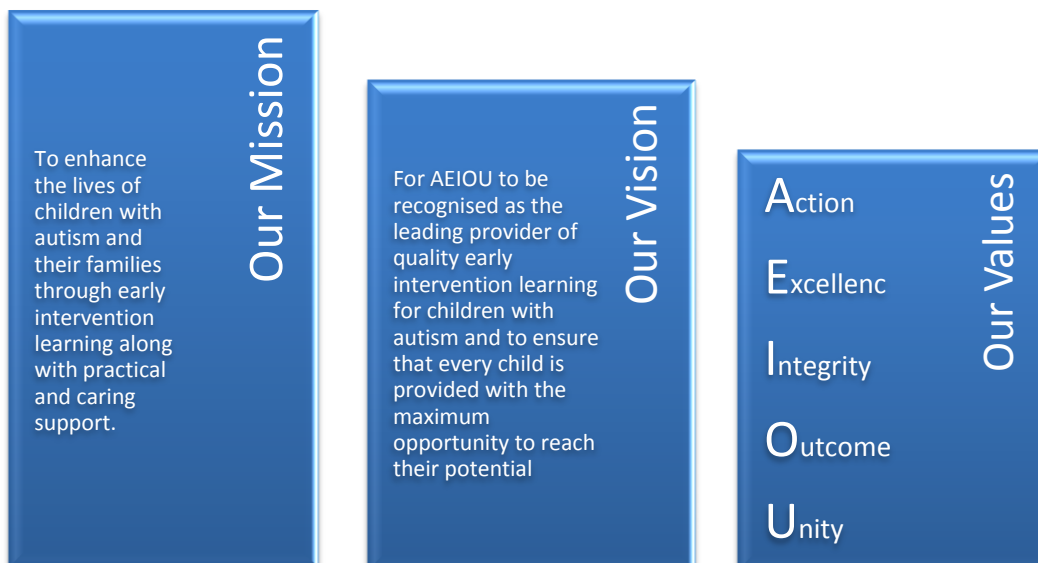 Our Mission
To enhance
the lives of
children with
autism and
their families
through early
intervention
learning along
with practical
and caring
support.
Our Vision
For AEIOU to be
recognised as the
leading provider of
quality early
intervention learning
for children with
autism and to ensure
that every child is
provided with the
maximum
opportunity to reach
their potential
Our Values
Action
Excellenc
Integrity
Outcome
Unity